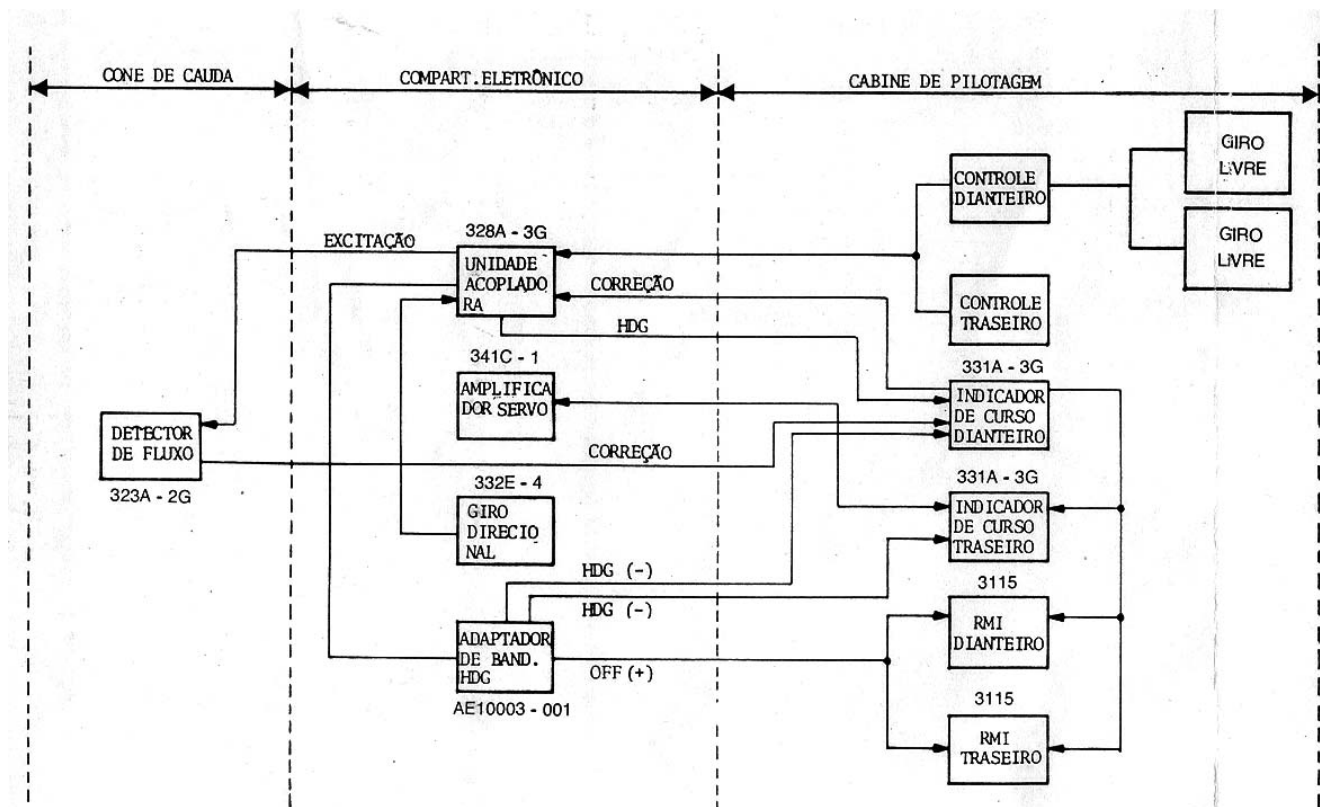 CONE DE CAUDA
COMPART.ELETRÔNICO
CABINE DE PILOTAGEM
GIRO
LIVRE
GIRO
LIVRE
CONTROLE
DIANTEIRO
CONTROLE
TRASEIRO
EXCITAÇÃO
328A - 3G
UNIDADE
ACOPLADO
RA
CORREÇÃO
HDG
341C - 1
AMPLIFICA
DOR SERVO
331A - 3G
INDICADOR
DE CURSO
DIANTEIRO
DETECTOR
DE FLUXO
323A - 2G
CORREÇÃO
332E - 4
GIRO
DIRECIO
NAL
331A - 3G
INDICADOR
DE CURSO
TRASEIRO
HDG (-)
HDG (-)
ADAPTADOR
DE BAND.
HDG
AE10003 - 001
OFF (+)
3115
RMI
DIANTEIRO
3115
RMI
TRASEIRO